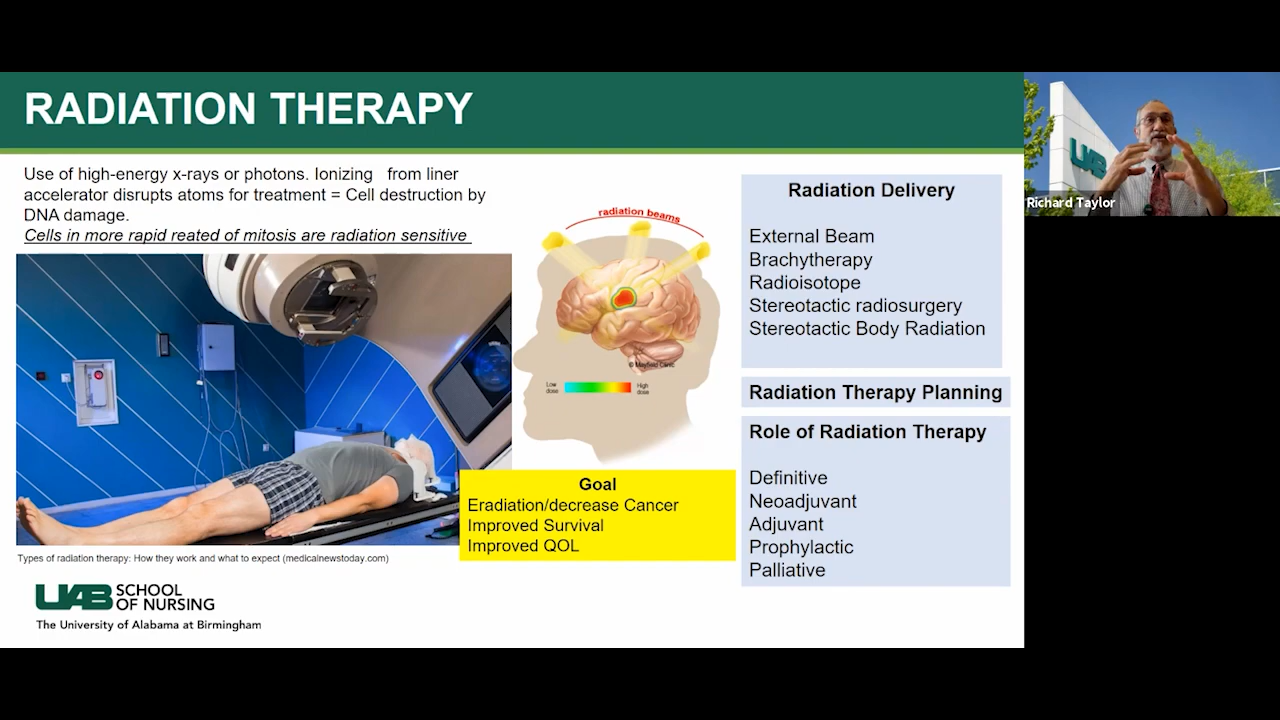 RADIATION THERAPY
Use of high-energy x-rays or photons. Ionizing from liner
accelerator disrupts atoms for treatment = Cell destruction by
DNA damage.
Cells in more rapid reated of mitosis are radiation sensitive
radiation beams
© Mayfield Clinic
Low
dose
High
dose
Goal
Eradiation/decrease Cancer
Improved Survival
Improved QOL
Types of radiation therapy: How they work and what to expect (medicalnewstoday.com)
UAB SCHOOL
OF NURSING
The University of Alabama at Birmingham
Radiation Delivery
External Beam
Brachytherapy
Radioisotope
Stereotactic radiosurgery
Stereotactic Body Radiation
Radiation Therapy Planning
Role of Radiation Therapy
Definitive
Neoadjuvant
Adjuvant
Prophylactic
Palliative
UAB
Richard Taylor